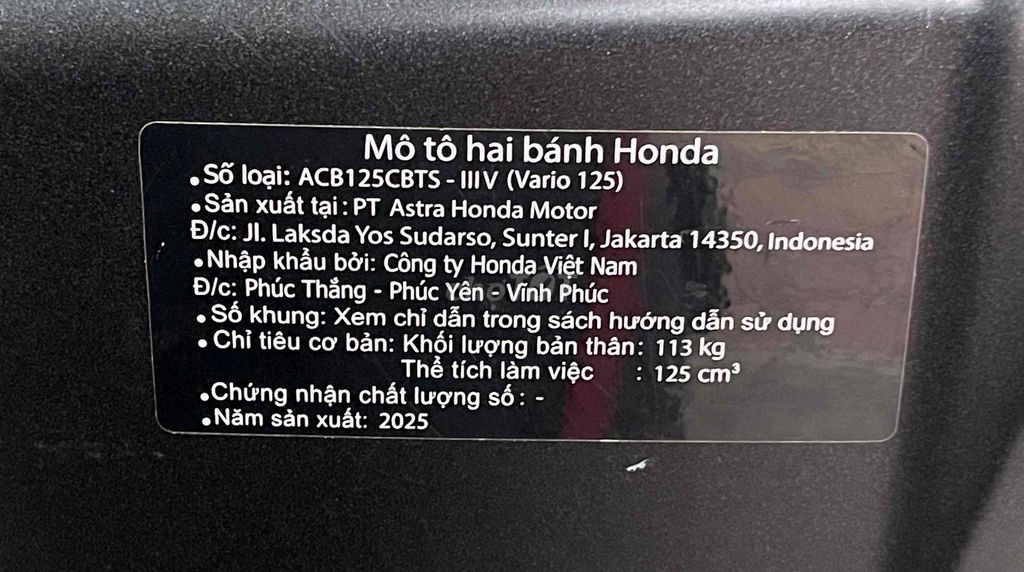 Mô tô hai bánh Honda
• Số loại: ACB125CBTS - III V (Vario 125)
• Sản xuất tại : PT Astra Honda Motor
Đ/c: Jl. Laksda Yos Sudarso, Sunter I, Jakarta 14350, Indonesia
• Nhập khẩu bởi: Công ty Honda Việt Nam
Đ/c: Phúc Thắng - Phúc Yên - Vĩnh Phúc
• Số khung: Xem chỉ dẫn trong sách hướng dẫn sử dụng
• Chỉ tiêu cơ bản: Khối lượng bản thân: 113 kg
Thể tích làm việc : 125 cm³
• Chứng nhận chất lượng số : -
• Năm sản xuất: 2025